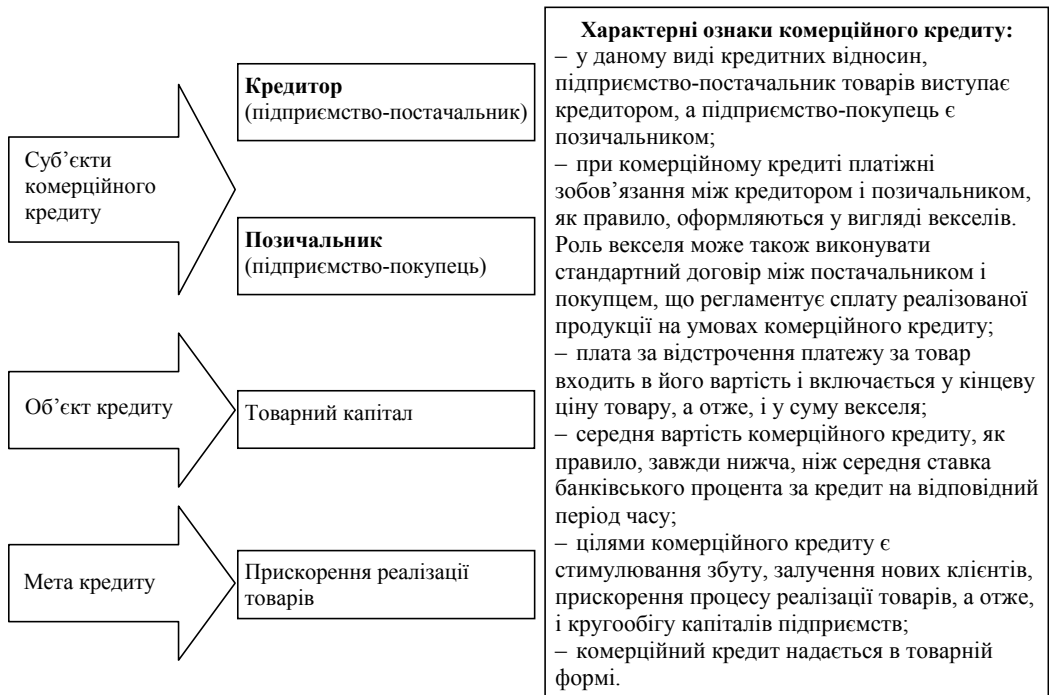 Суб’єкти
комерційного
кредиту
Кредитор
(підприємство-постачальник)
Позичальник
(підприємство-покупець)
Об’єкт кредиту
Товарний капітал
Мета кредиту
Прискорення реалізації
товарів
Характерні ознаки комерційного кредиту:
– у даному виді кредитних відносин,
підприємство-постачальник товарів виступає
кредитором, а підприємство-покупець є
позичальником;
– при комерційному кредиті платіжні
зобов’язання між кредитором і позичальником,
як правило, оформляються у вигляді векселів.
Роль векселя може також виконувати
стандартний договір між постачальником і
покупцем, що регламентує сплату реалізованої
продукції на умовах комерційного кредиту;
– плата за відстрочення платежу за товар
входить в його вартість і включається у кінцеву
ціну товару, а отже, і у суму векселя;
– середня вартість комерційного кредиту, як
правило, завжди нижча, ніж середня ставка
банківського процента за кредит на відповідний
період часу;
– цілями комерційного кредиту є
стимулювання збуту, залучення нових клієнтів,
прискорення процесу реалізації товарів, а отже,
і кругообігу капіталів підприємств;
– комерційний кредит надається в товарній
формі.